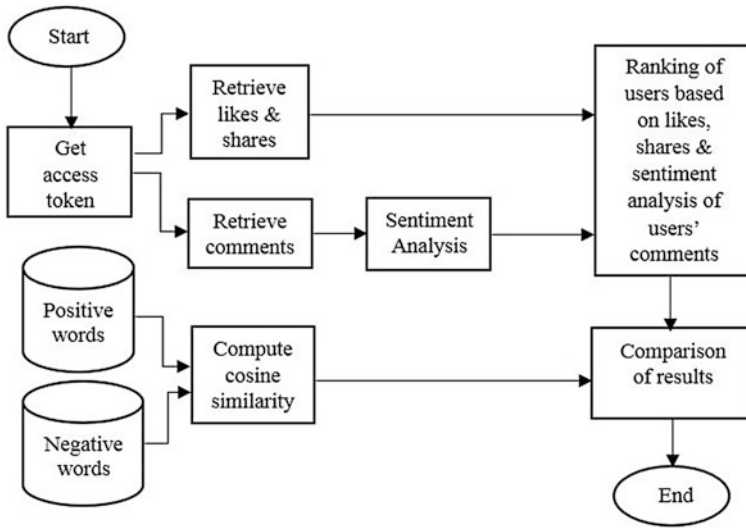 Start
Get
access
token
Retrieve
likes &
shares
Retrieve
comments
Sentiment
Analysis
Ranking of
users based
on likes,
shares &
sentiment
analysis of
users’
comments
Positive
words
Negative
words
Compute
cosine
similarity
Comparison
of results
End